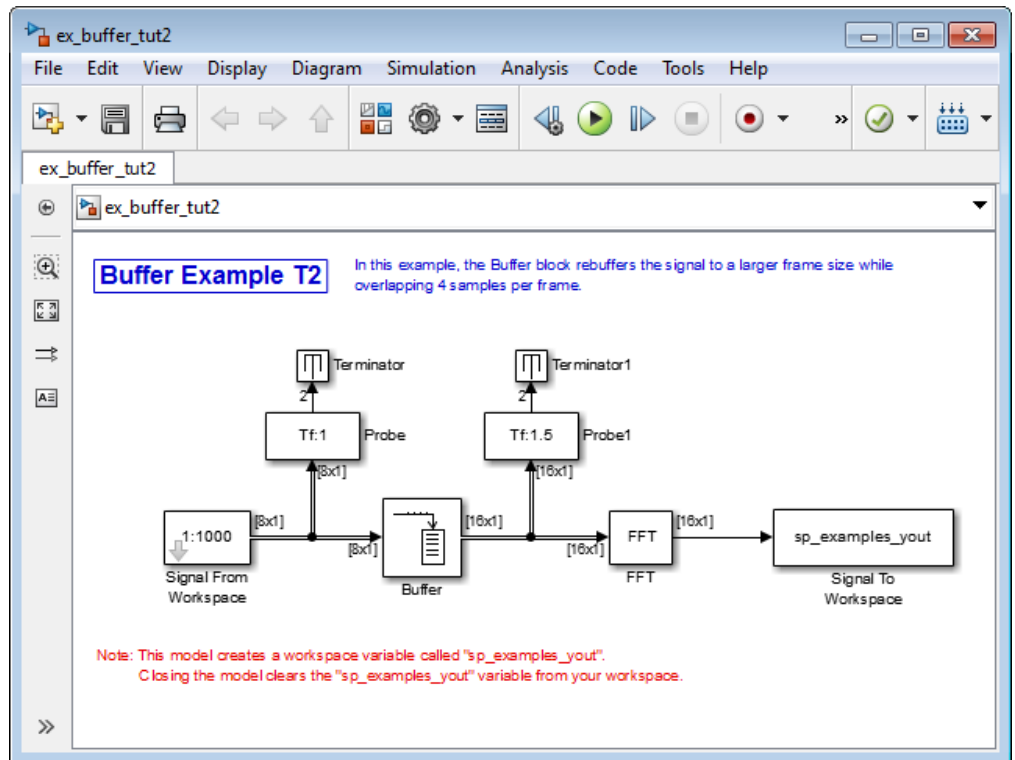 ex_buffer_tut2
File Edit View Display Diagram Simulation Analysis Code Tools Help
ex_buffer_tut2
ex_buffer_tut2
Buffer Example T2
In this example, the Buffer block rebuffers the signal to a larger frame size while
overlapping 4 samples per frame.
Terminator
Terminator1
2
2
Tf:1
Probe
Tf:1.5
Probe1
[8x1]
[16x1]
[8x1]
[16x1]
[16x1]
1:1000
FFT
sp_examples_yout
[8x1]
[16x1]
Signal From
Workspace
Buffer
FFT
Signal To
Workspace
Note: This model creates a workspace variable called "sp_examples_yout".
Closing the model clears the "sp_examples_yout" variable from your workspace.